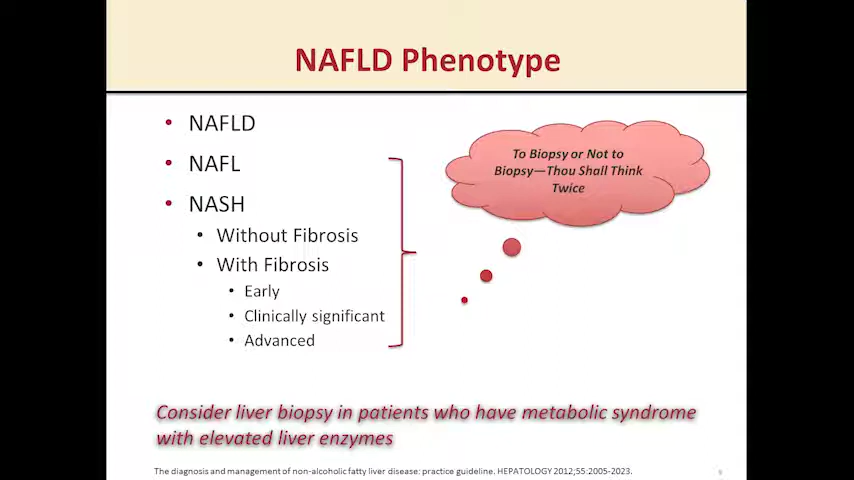 NAFLD Phenotype
• NAFLD
• NAFL
• NASH
• Without Fibrosis
• With Fibrosis
• Early
• Clinically significant
• Advanced
To Biopsy or Not to
Biopsy—Thou Shall Think
Twice
Consider liver biopsy in patients who have metabolic syndrome
with elevated liver enzymes
The diagnosis and management of non-alcoholic fatty liver disease: practice guideline. HEPATOLOGY 2012;55:2005-2023.